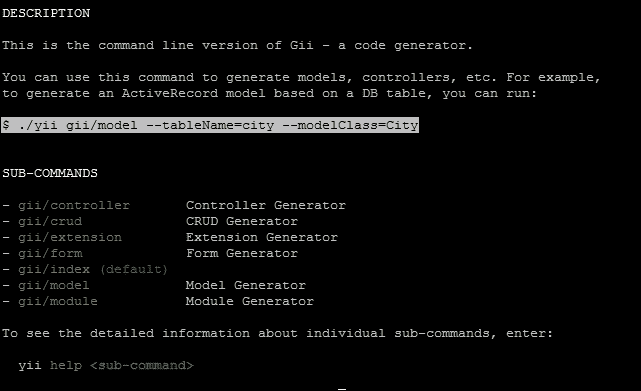 DESCRIPTION
This is the command line version of Gii - a code generator.
You can use this command to generate models, controllers, etc. For example,
to generate an ActiveRecord model based on a DB table, you can run:
$ ./yii gii/model --tableName=city --modelClass=City
SUB-COMMANDS
- gii/controller Controller Generator
- gii/crud CRUD Generator
- gii/extension Extension Generator
- gii/form Form Generator
- gii/index (default)
- gii/model Model Generator
- gii/module Module Generator
To see the detailed information about individual sub-commands, enter:
yii help <sub-command>